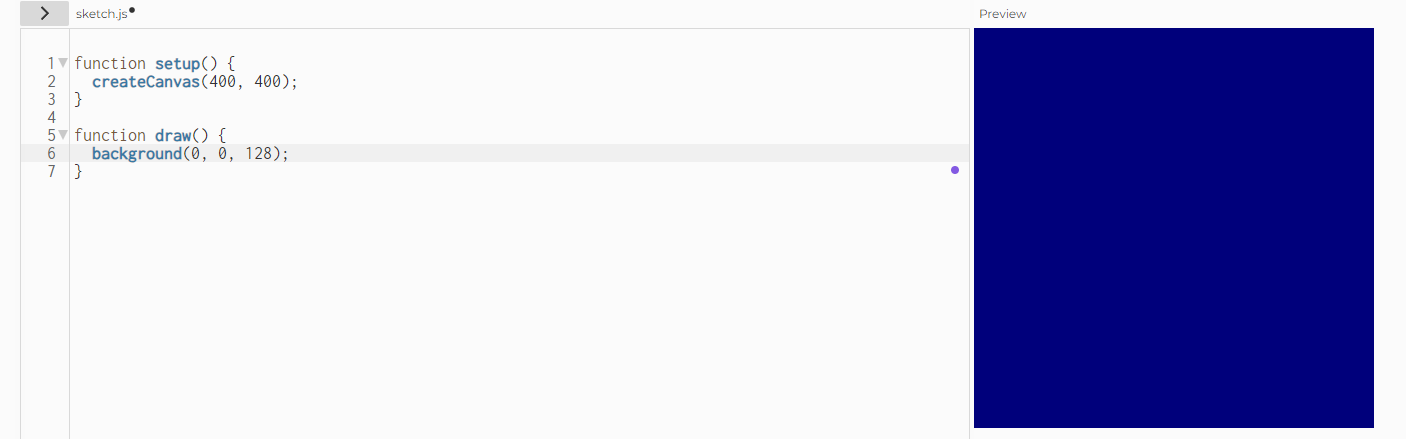 sketch.js
Preview
1 function setup() {
2 createCanvas(400, 400);
3 }
4
5 function draw() {
6 background(0, 0, 128);
7 }